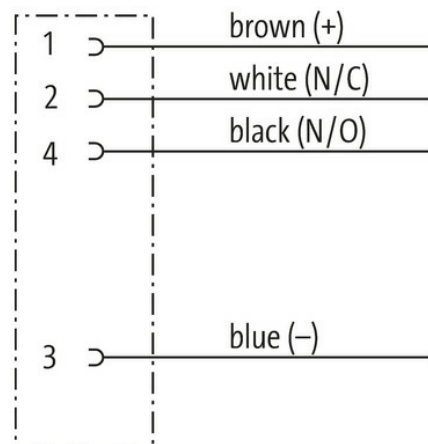 1 brown (+)
2 white (N/C)
4 black (N/O)
3 blue (–)